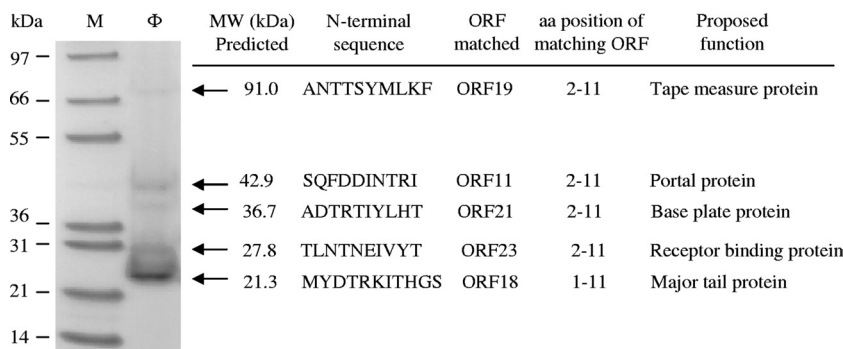 kDa M Φ MW (kDa) N-terminal ORF aa position of Proposed
Predicted sequence matched matching ORF function
97
91.0 ANTTSYMLKF ORF19 2-11 Tape measure protein
66
55
42.9 SQFDDINTRI ORF11 2-11 Portal protein
36.7 ADTRTIYLHT ORF21 2-11 Base plate protein
36
31
27.8 TLNTNEIVYT ORF23 2-11 Receptor binding protein
21.3 MYDTRKITHGS ORF18 1-11 Major tail protein
21
14